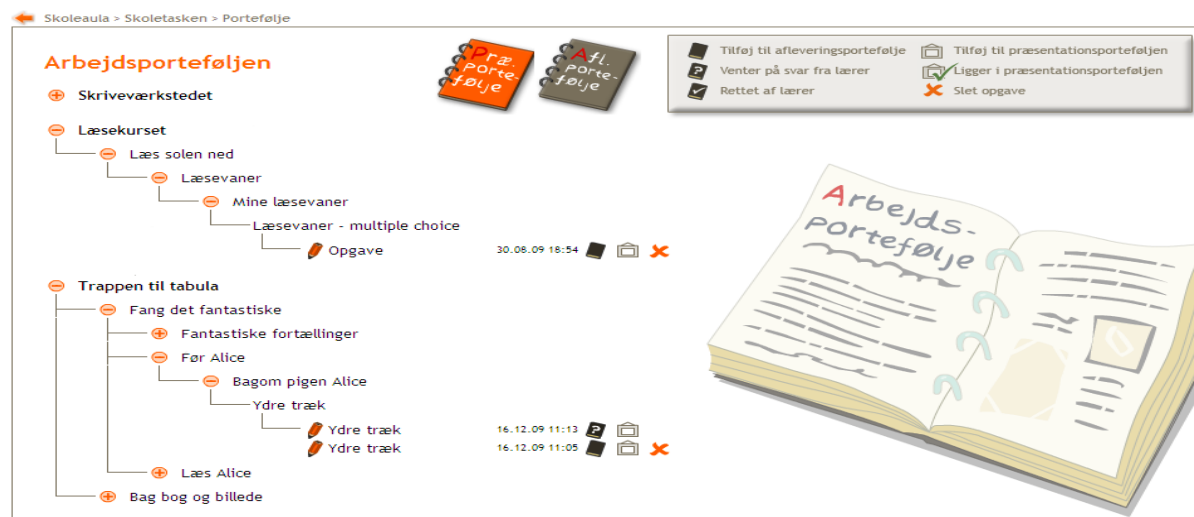 Skoleaula > Skoletasken > Portefølje
Arbejdsporteføljen
Præ.
porte-
følje
Afl.
porte-
følje
Tilføj til afleveringsportefølje
Venter på svar fra lærer
Rettet af lærer
Tilføj til præsentationsporteføljen
Ligger i præsentationsporteføljen
Slet opgave
Skriveværkstedet
Læsekurset
Læs solen ned
Læsevaner
Mine læsevaner
Læsevaner - multiple choice
Opgave 30.06.09 16:54
Trappen til tabula
Fang det fantastiske
Fantastiske fortællinger
Før Alice
Bagom pigen Alice
Ydre træk
Ydre træk 16.12.09 11:13
Ydre træk 16.12.09 11:05
Læs Alice
Bag bog og billede
Arbejds-
portefølje